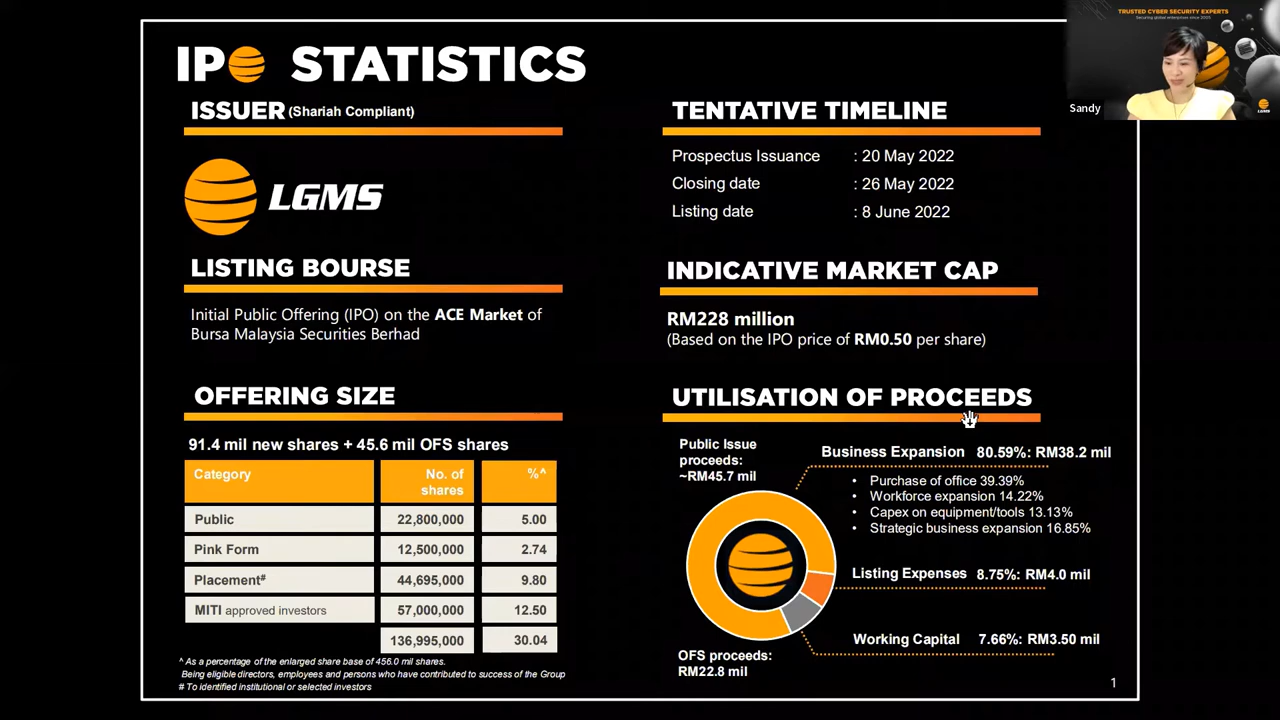 TRUSTED CYBER SECURITY EXPERTS
Securing global enterprises since 2005
Sandy
LGMS
IPO STATISTICS
ISSUER (Shariah Compliant)
LGMS
LISTING BOURSE
Initial Public Offering (IPO) on the ACE Market of
Bursa Malaysia Securities Berhad
OFFERING SIZE
91.4 mil new shares + 45.6 mil OFS shares
Category No. of shares %^
Public 22,800,000 5.00
Pink Form 12,500,000 2.74
Placement# 44,695,000 9.80
MITI approved investors 57,000,000 12.50
136,995,000 30.04
^ As a percentage of the enlarged share base of 456.0 mil shares.
Being eligible directors, employees and persons who have contributed to success of the Group
# To Identified institutional or selected investors
TENTATIVE TIMELINE
Prospectus Issuance : 20 May 2022
Closing date : 26 May 2022
Listing date : 8 June 2022
INDICATIVE MARKET CAP
RM228 million
(Based on the IPO price of RM0.50 per share)
UTILISATION OF PROCEEDS
Public Issue
proceeds:
~RM45.7 mil
Business Expansion 80.59%: RM38.2 mil
• Purchase of office 39.39%
• Workforce expansion 14.22%
• Capex on equipment/tools 13.13%
• Strategic business expansion 16.85%
Listing Expenses 8.75%: RM4.0 mil
Working Capital 7.66%: RM3.50 mil
OFS proceeds:
RM22.8 mil
1